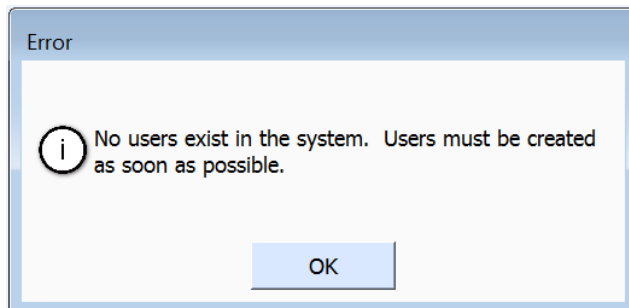 Error
No users exist in the system.  Users must be created
as soon as possible.
OK